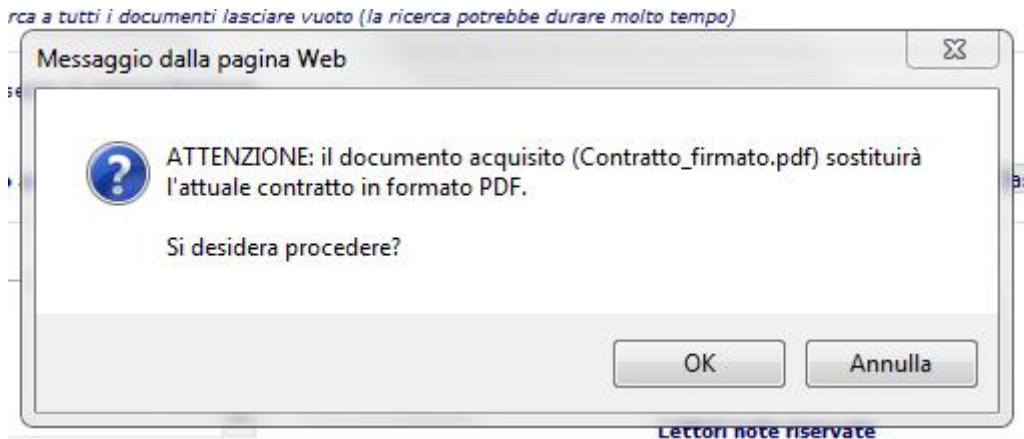 rca a tutti i documenti lasciare vuoto (la ricerca potrebbe durare molto tempo)
Messaggio dalla pagina Web
ATTENZIONE: il documento acquisito (Contratto_firmato.pdf) sostituirà
l'attuale contratto in formato PDF.
Si desidera procedere?
OK
Annulla
Lettori note riservate